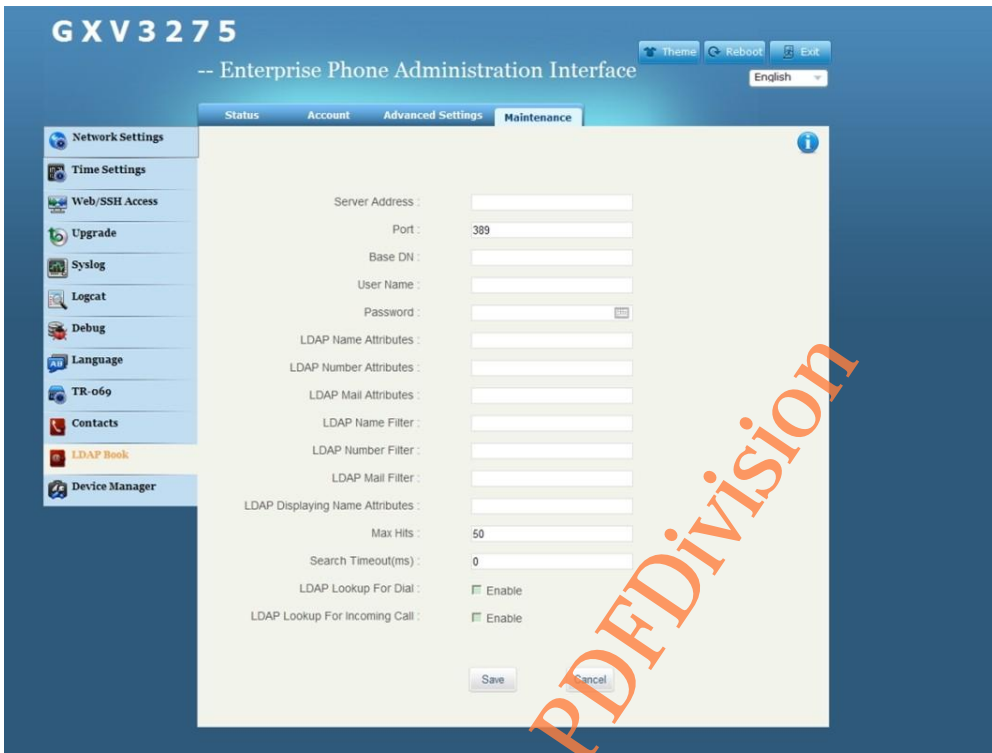 GXV3275
-- Enterprise Phone Administration Interface
Theme
Reboot
Exit
English
Status
Account
Advanced Settings
Maintenance
Network Settings
Time Settings
Web/SSH Access
Upgrade
Syslog
Logcat
Debug
Language
TR-069
Contacts
LDAP Book
Device Manager
Server Address :
Port : 389
Base DN :
User Name :
Password :
LDAP Name Attributes :
LDAP Number Attributes :
LDAP Mail Attributes :
LDAP Name Filter :
LDAP Number Filter :
LDAP Mail Filter :
LDAP Displaying Name Attributes :
Max Hits : 50
Search Timeout(ms) : 0
LDAP Lookup For Dial : Enable
LDAP Lookup For Incoming Call : Enable
Save
Cancel
PDFDivision